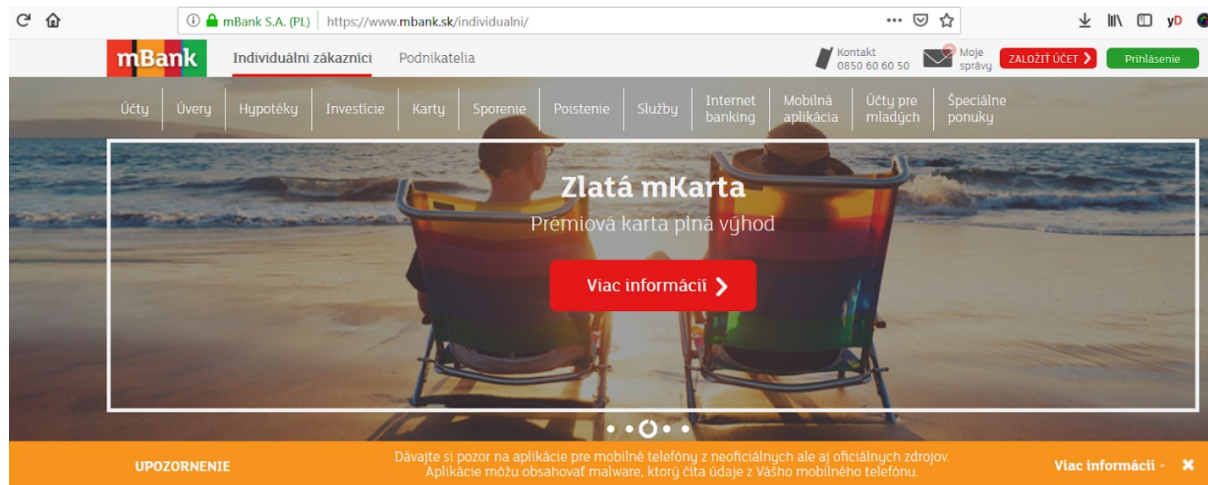 mBank S.A. (PL) https://www.mbank.sk/individualni/
yD
mBank Individuálni zákazníci Podnikatelia
Kontakt
0850 60 60 50
Moje
správy
ZALOŽIŤ ÚČET
Prihlásenie
Účty Úvery Hypotéky Investície Karty Sporenie Poistenie Služby
Internet
banking
Mobilná
aplikácia
Účty pre
mladých
Špeciálne
ponuky
Zlatá mKarta
Prémiová karta plná výhod
Viac informácií
UPOZORNENIE
Dávajte si pozor na aplikácie pre mobilné telefóny z neoficiálnych ale aj oficiálnych zdrojov.
Aplikácie môžu obsahovať malware, ktorý číta údaje z Vášho mobilného telefónu.
Viac informácií